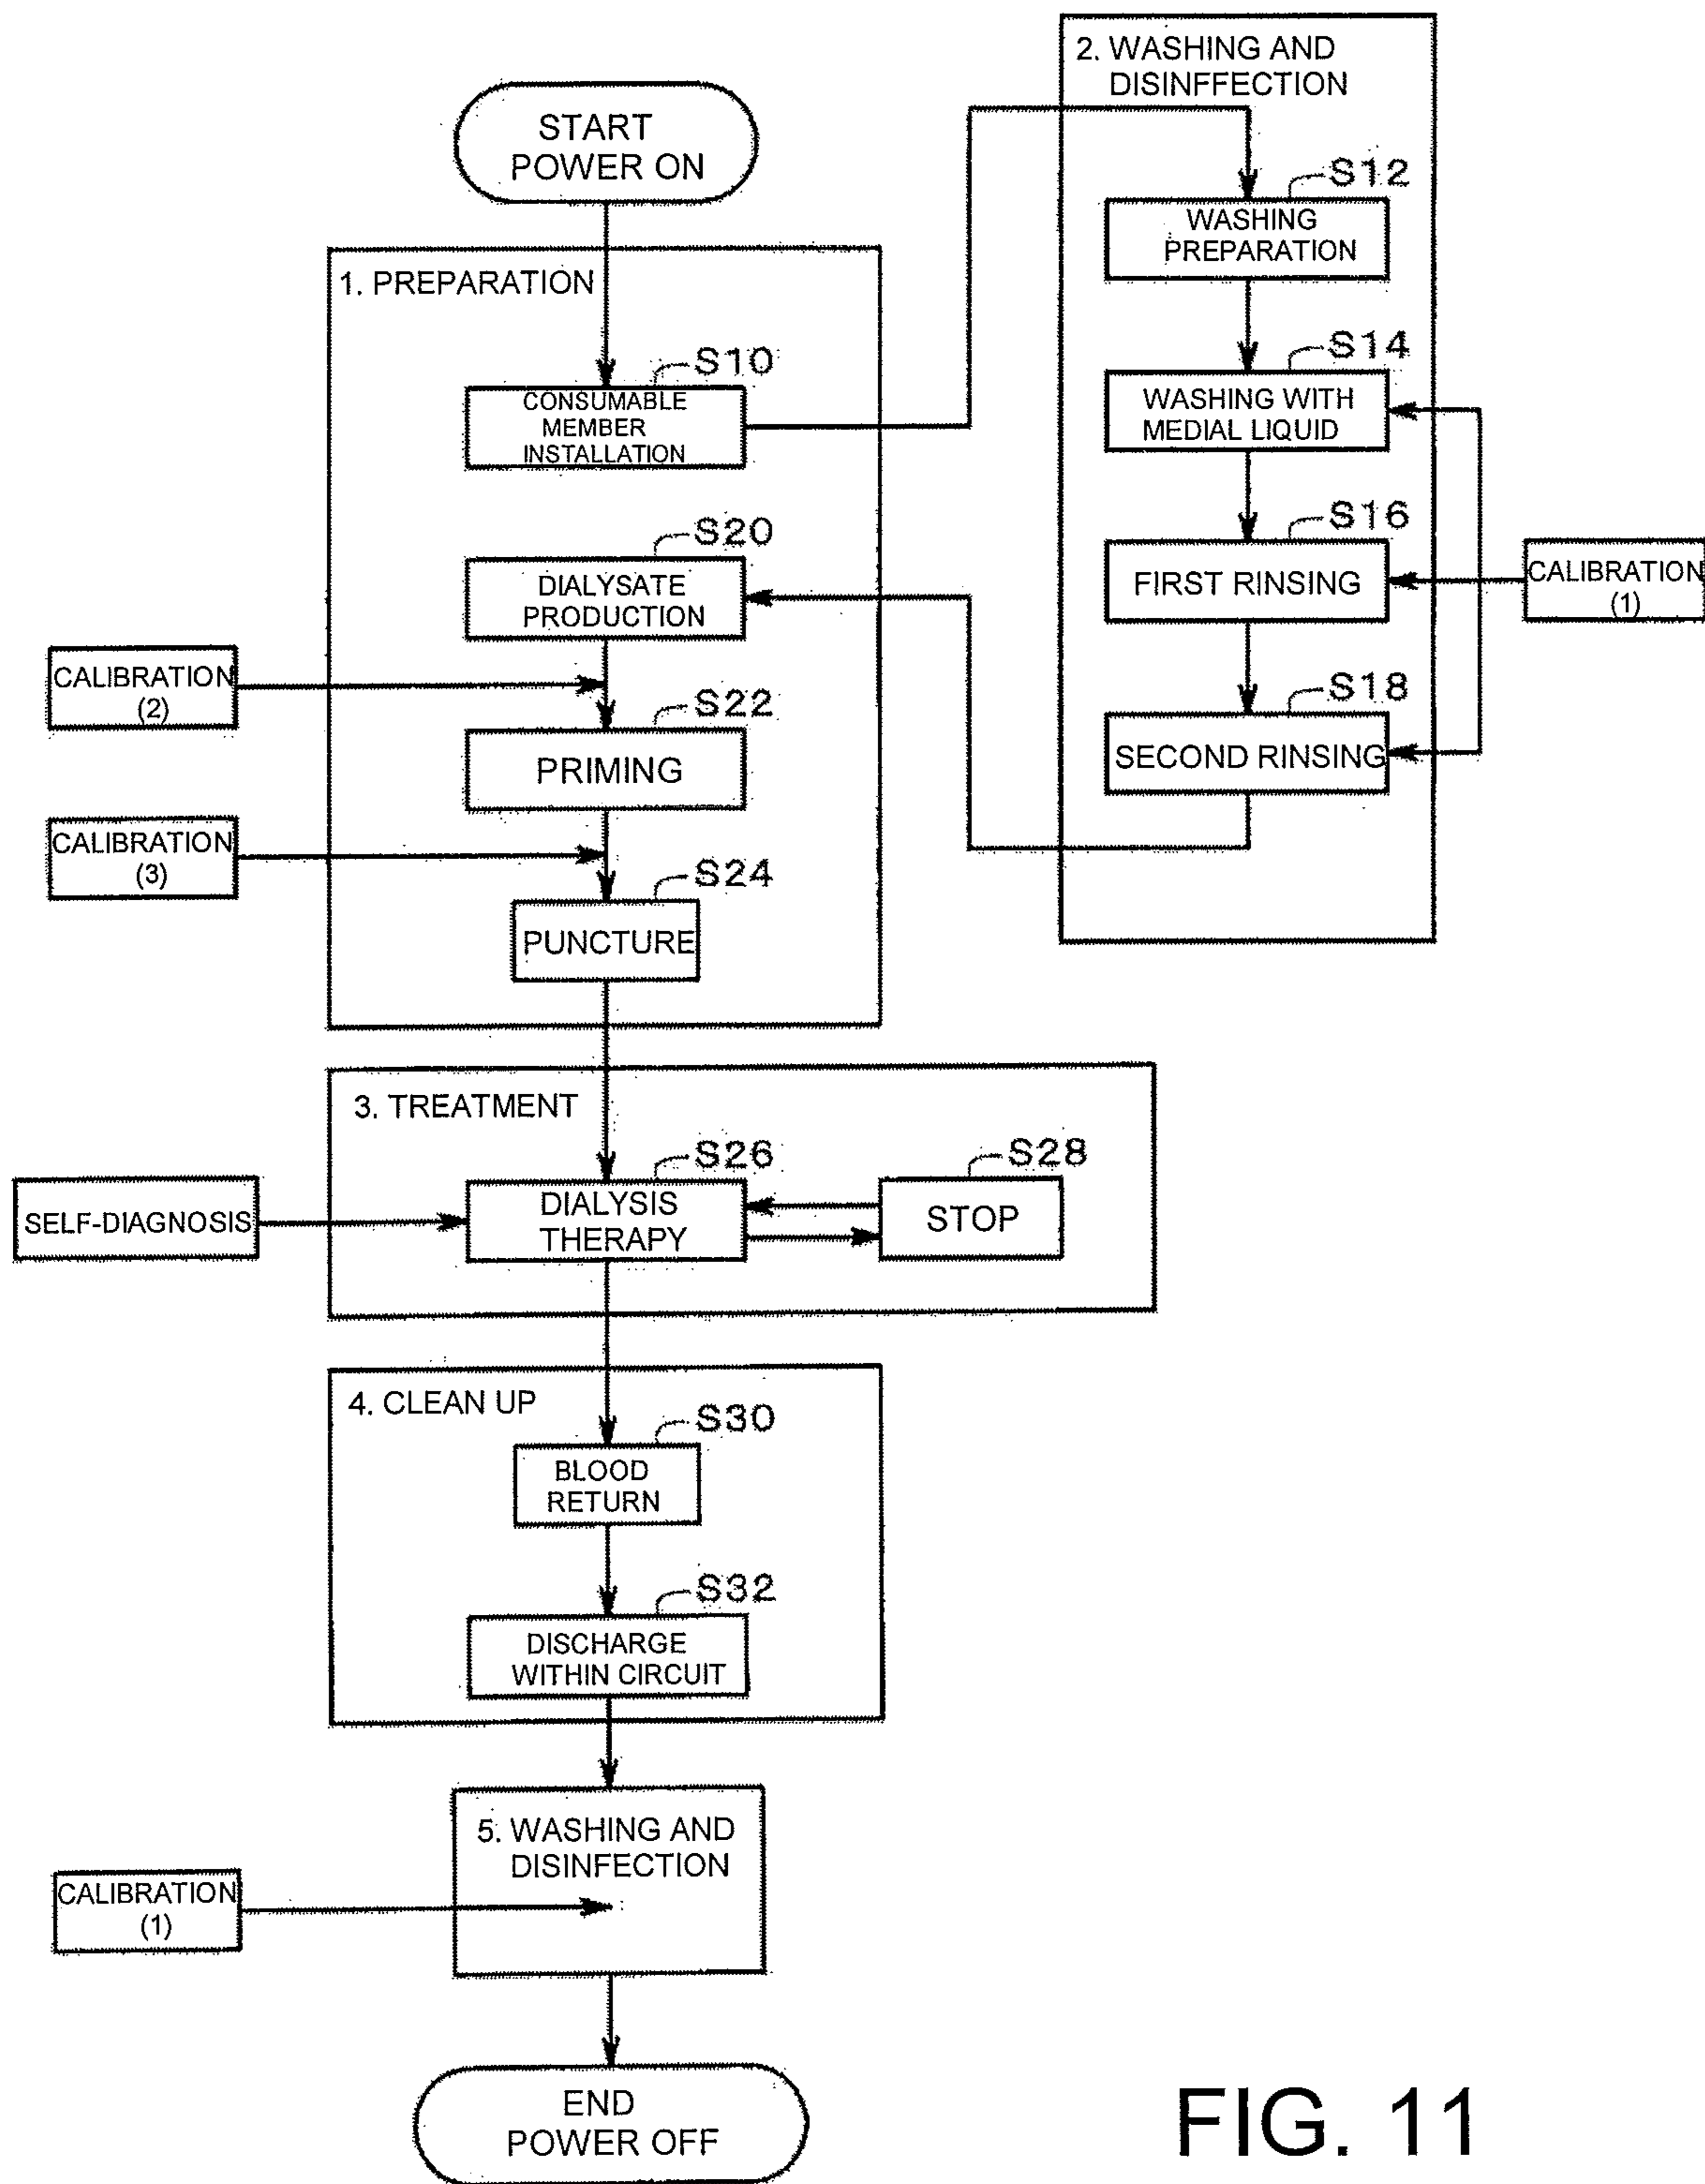 START
POWER ON
1. PREPARATION
S10
CONSUMABLE
MEMBER
INSTALLATION
2. WASHING AND
DISINFFECTION
S12
WASHING
PREPARATION
S14
WASHING WITH
MEDIAL LIQUID
S16
FIRST RINSING
CALIBRATION
(1)
S18
SECOND RINSING
S20
DIALYSATE
PRODUCTION
CALIBRATION
(2)
S22
PRIMING
CALIBRATION
(3)
S24
PUNCTURE
3. TREATMENT
SELF-DIAGNOSIS
S26
DIALYSIS
THERAPY
S28
STOP
4. CLEAN UP
S30
BLOOD
RETURN
S32
DISCHARGE
WITHIN CIRCUIT
5. WASHING AND
DISINFECTION
CALIBRATION
(1)
END
POWER OFF
FIG. 11